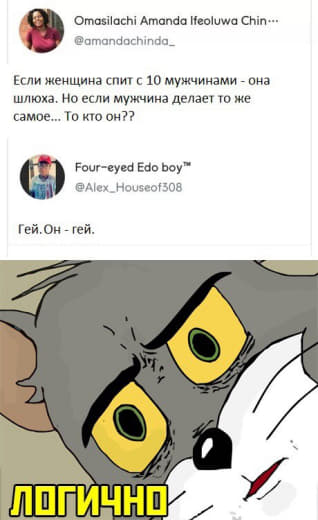 Omasilachi Amanda Ifeoluwa Chin···
@amandachinda_
Если женщина спит с 10 мужчинами - она
шлюха. Но если мужчина делает то же
самое... То кто он??
Four-eyed Edo boy™
@Alex_Houseof308
Гей.Он - гей.
ЛОГИЧНО